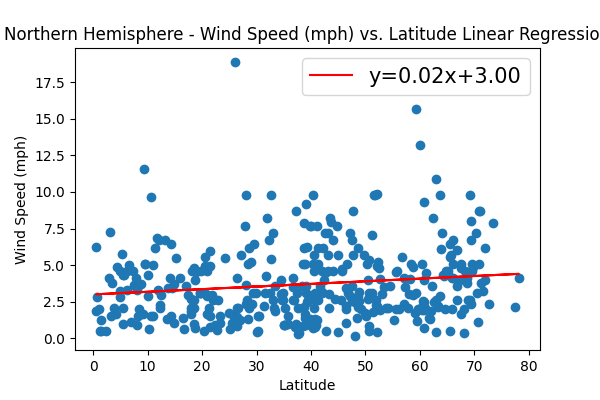 Northern Hemisphere - Wind Speed (mph) vs. Latitude Linear Regressio
y=0.02x+3.00
Wind Speed (mph)
17.5
15.0
12.5
10.0
7.5
5.0
2.5
0.0
0 10 20 30 40 50 60 70 80
Latitude